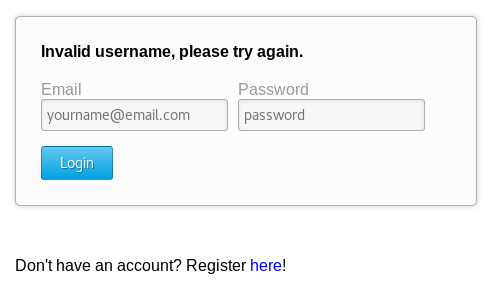 Invalid username, please try again.
Email Password
yourname@email.com password
Login
Don't have an account? Register here!